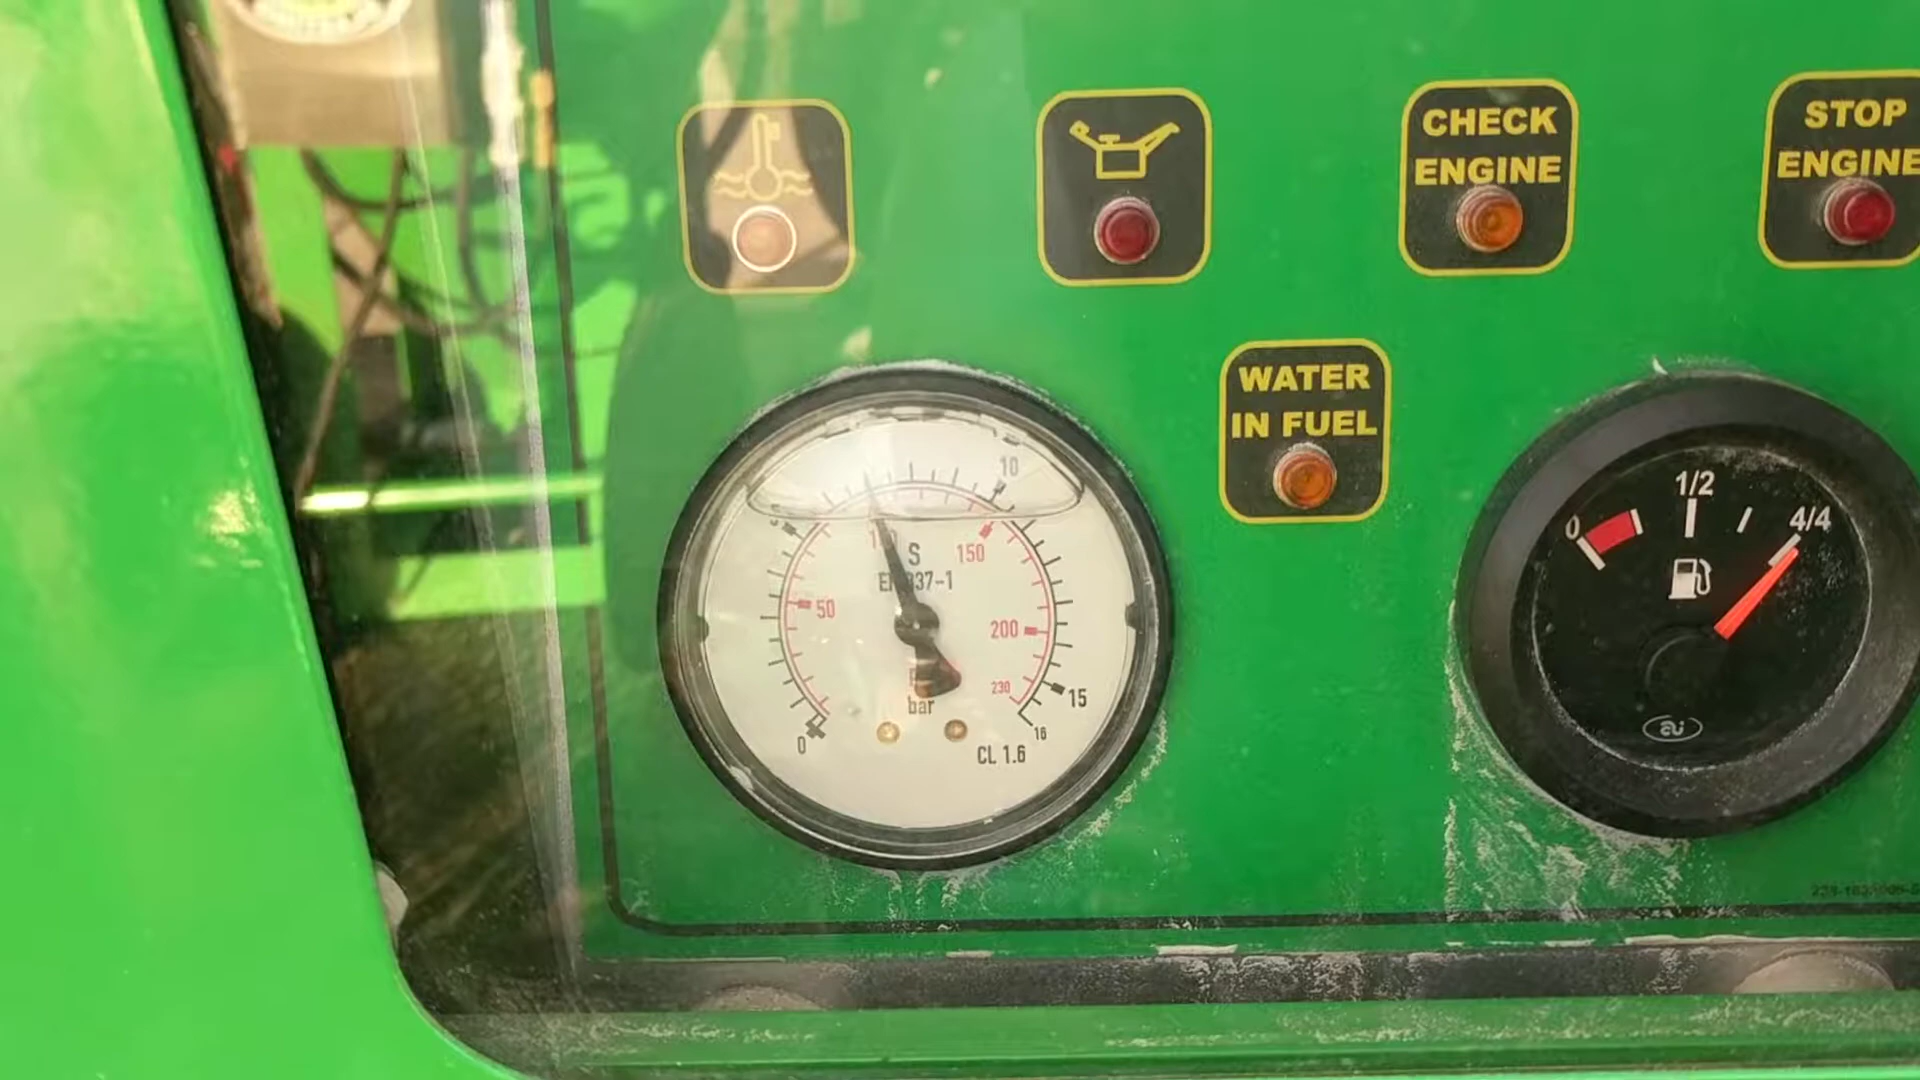 CHECK
ENGINE
STOP
ENGINE
WATER
IN FUEL
10
150
S
50
200
230
15
bar
0
16
CL 1.6
0
1/2
4/4